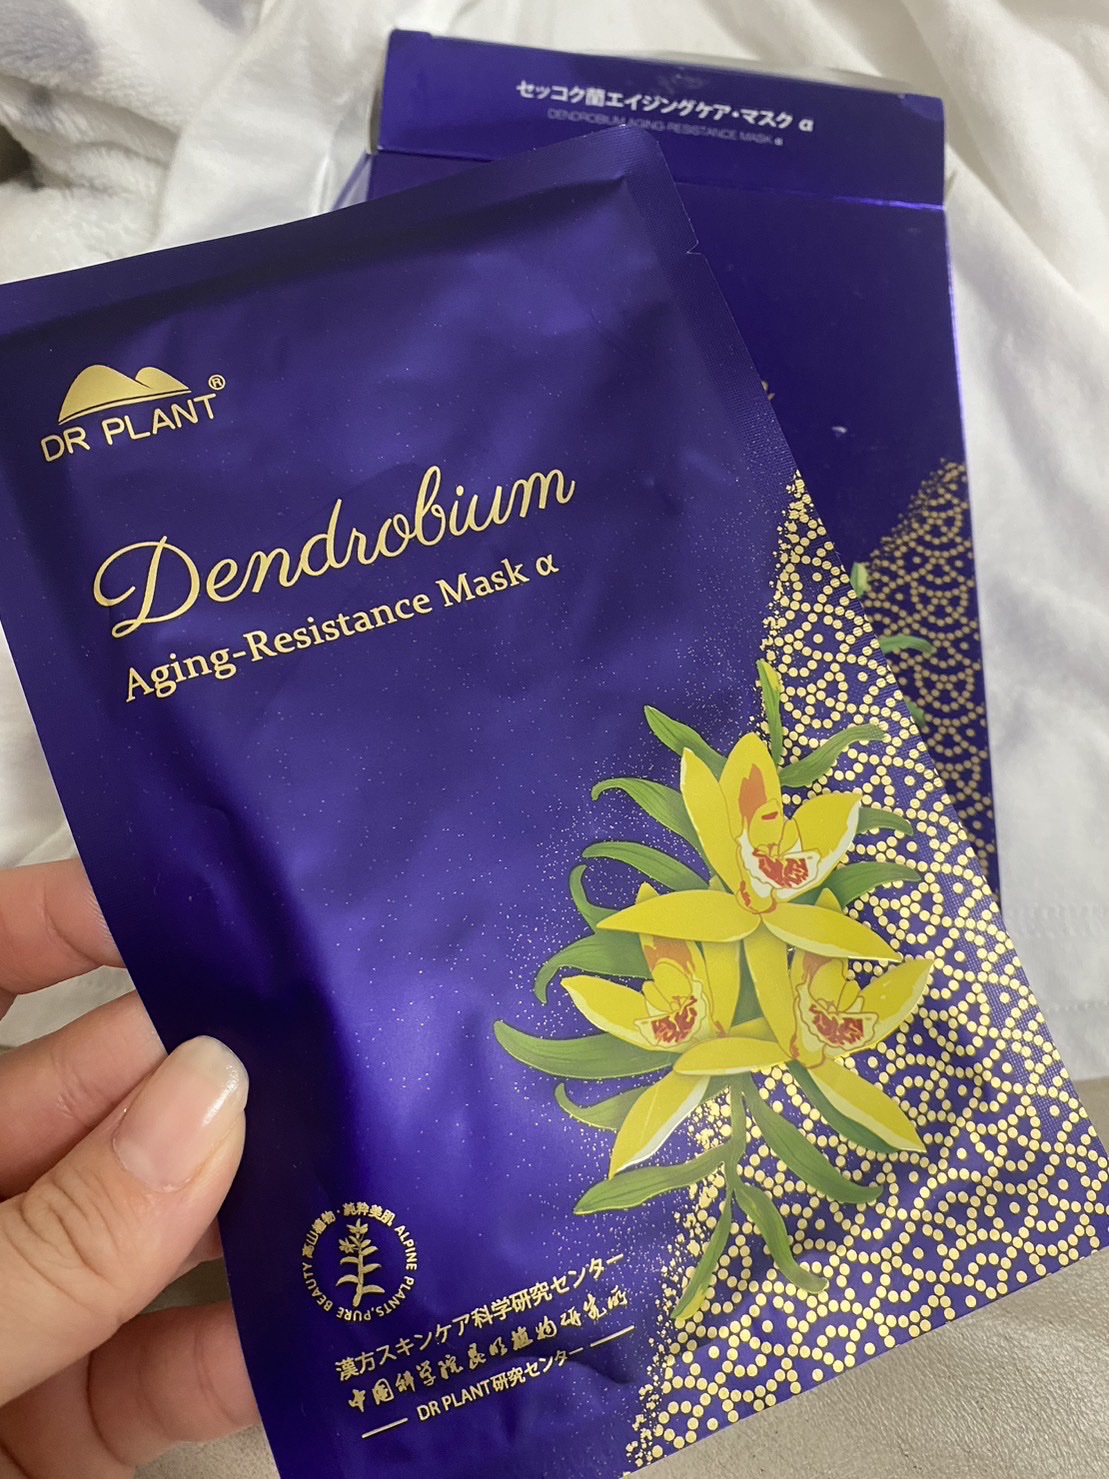 セッコク蘭エイジングケア・マスク α
DENDROBIUM AGING-RESISTANCE MASK α
DR PLANT®
Dendrobium
Aging-Resistance Mask α
高山植物・純粋美肌 ALPINE PLANTS.PURE BEAUTY
漢方スキンケア科学研究センター
中国科学院昆明植物研究所
DR PLANT研究センター